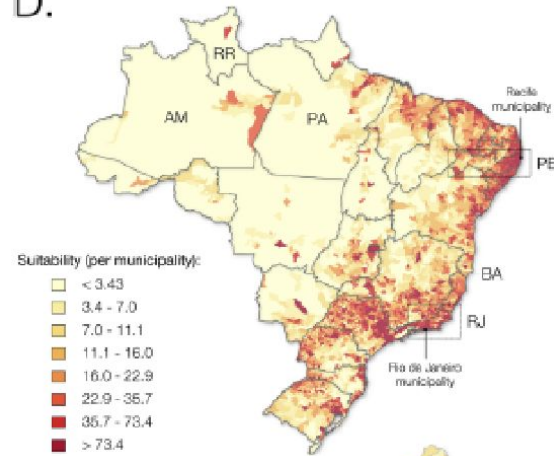 D.
RR
AM
PA
Recife
municipality
PE
BA
RJ
Rio de Janeiro
municipality
Suitability (per municipality):
< 3.43
3.4 - 7.0
7.0 - 11.1
11.1 - 16.0
16.0 - 22.9
22.9 - 35.7
35.7 - 73.4
> 73.4